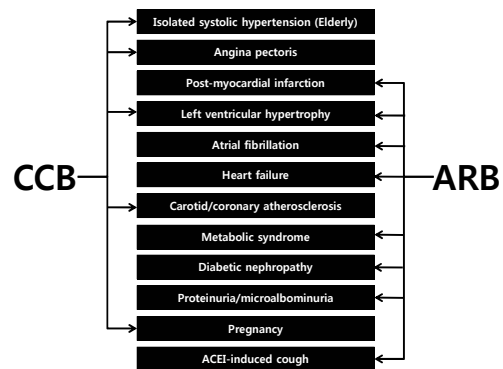 Isolated systolic hypertension (Elderly)
Angina pectoris
Post-myocardial infarction
Left ventricular hypertrophy
Atrial fibrillation
Heart failure
CCB
ARB
Carotid/coronary atherosclerosis
Metabolic syndrome
Diabetic nephropathy
Proteinuria/microalbominuria
Pregnancy
ACEI-induced cough